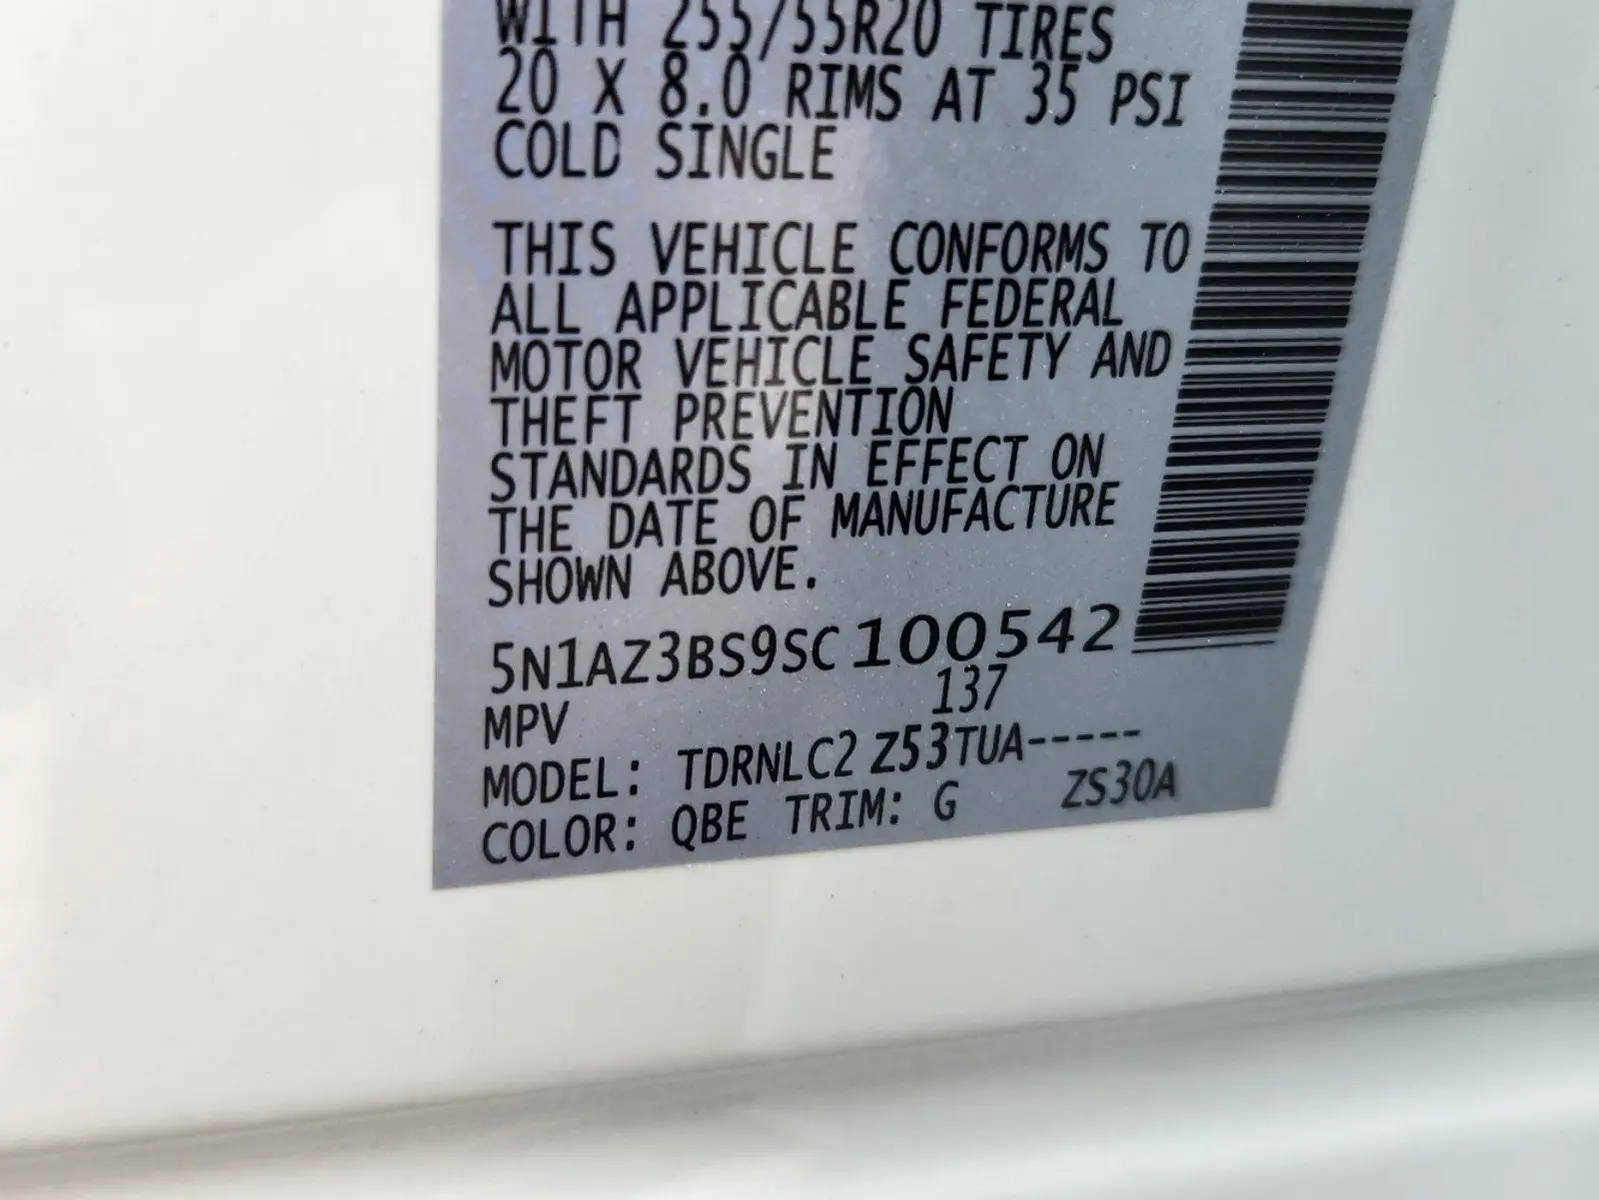 WITH 255/55R20 TIRES
20 X 8.0 RIMS AT 35 PSI
COLD SINGLE
THIS VEHICLE CONFORMS TO
ALL APPLICABLE FEDERAL
MOTOR VEHICLE SAFETY AND
THEFT PREVENTION
STANDARDS IN EFFECT ON
THE DATE OF MANUFACTURE
SHOWN ABOVE.
5N1AZ3BS9SC100542
MPV 137
MODEL: TDRNLC2 Z53TUA-----
COLOR: QBE TRIM: G ZS30A